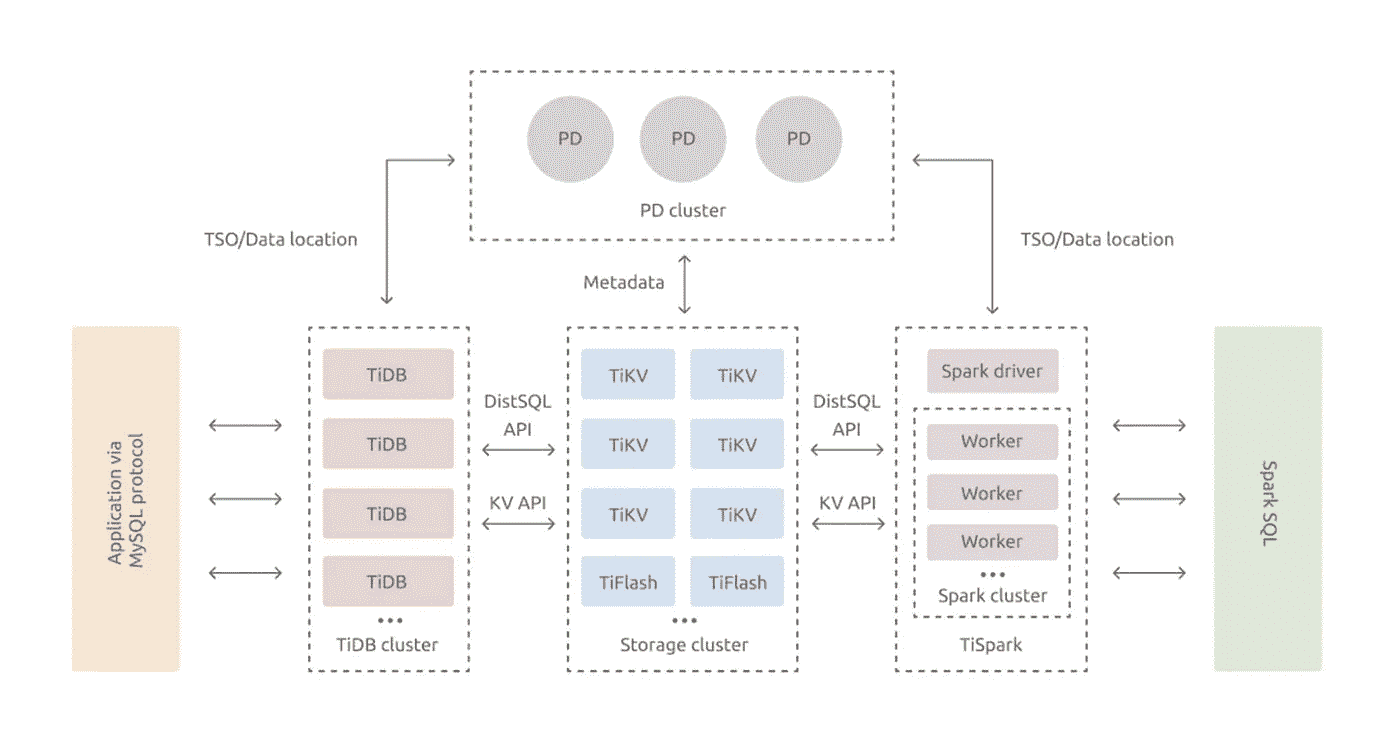 PD
PD
PD
PD cluster
TSO/Data location
TSO/Data location
Metadata
Application via
MySQL protocol
TiDB
TiDB
TiDB
TiDB
•••
TiDB cluster
DistSQL
API
KV API
TiKV
TiKV
TiKV
TiKV
TiKV
TiKV
TiFlash
TiFlash
•••
Storage cluster
DistSQL
API
KV API
Spark driver
Worker
Worker
Worker
•••
Spark cluster
TiSpark
Spark SQL